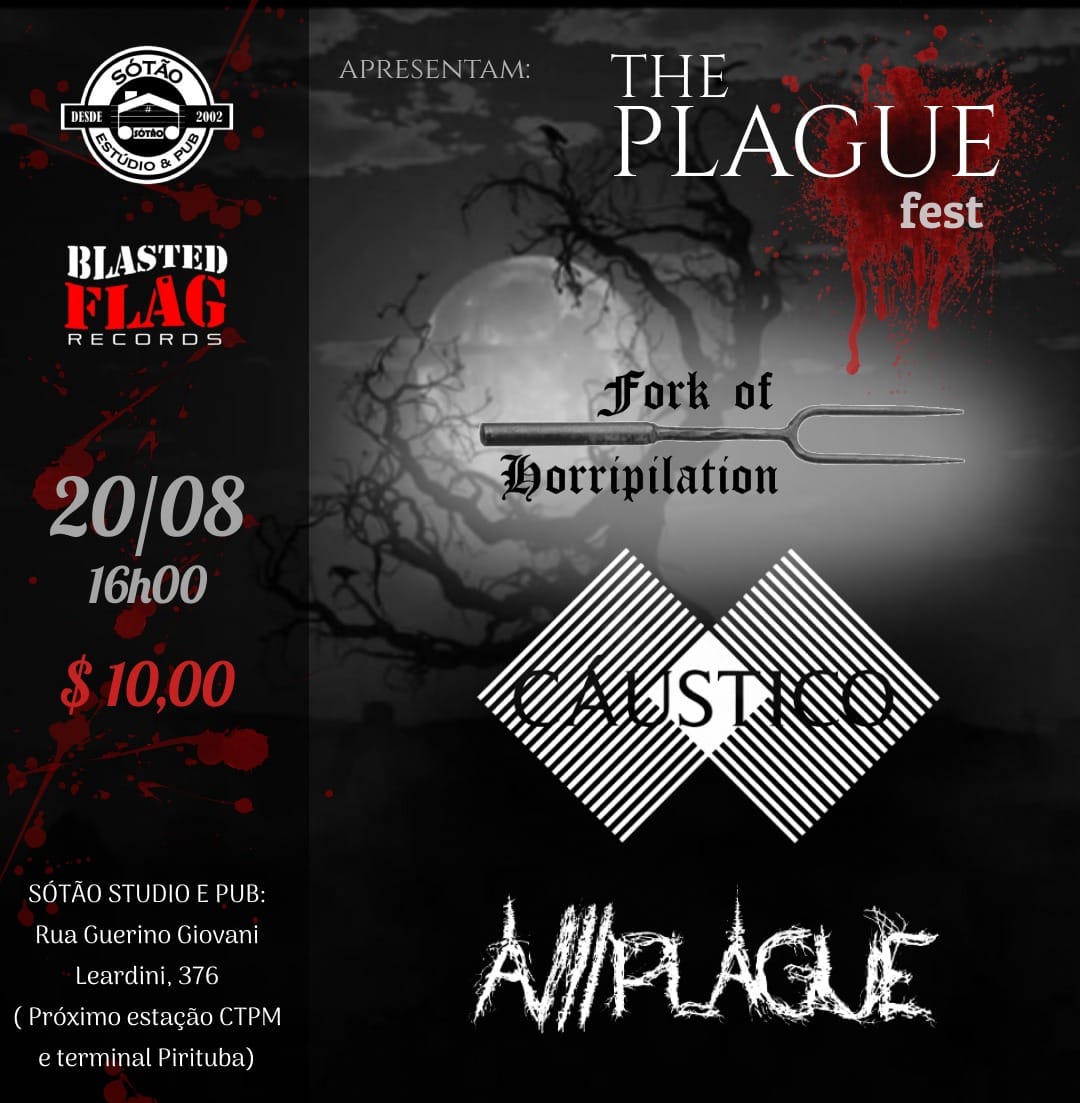 SÓTÃO
DESDE
2002
#
SÓTÃO
ESTÚDIO & PUB
BLASTED
FLAG
RECORDS
20/08
16h00
$ 10,00
SÓTÃO STUDIO E PUB:
Rua Guerino Giovani
Leardini, 376
( Próximo estação CTPM
e terminal Pirituba)
APRESENTAM:
THE
PLAGUE
fest
Fork of
Horripilation
CAUSTICO
A///PLAGUE